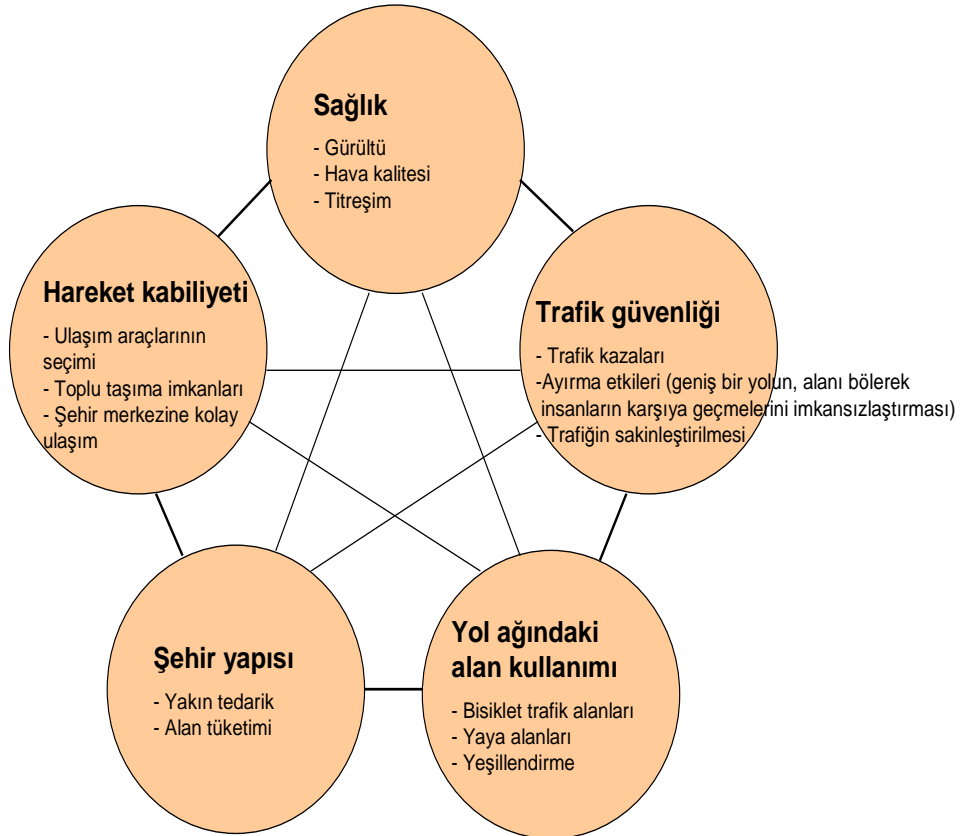 Sağlık
- Gürültü
- Hava kalitesi
- Titreşim
Hareket kabiliyeti
- Ulaşım araçlarının
seçimi
- Toplu taşıma imkanları
- Şehir merkezine kolay
ulaşım
Trafik güvenliği
- Trafik kazaları
-Ayırma etkileri (geniş bir yolun, alanı bölerek
insanların karşıya geçmelerini imkansızlaştırması)
- Trafiğin sakinleştirilmesi
Şehir yapısı
- Yakın tedarik
- Alan tüketimi
Yol ağındaki
alan kullanımı
- Bisiklet trafik alanları
- Yaya alanları
- Yeşillendirme